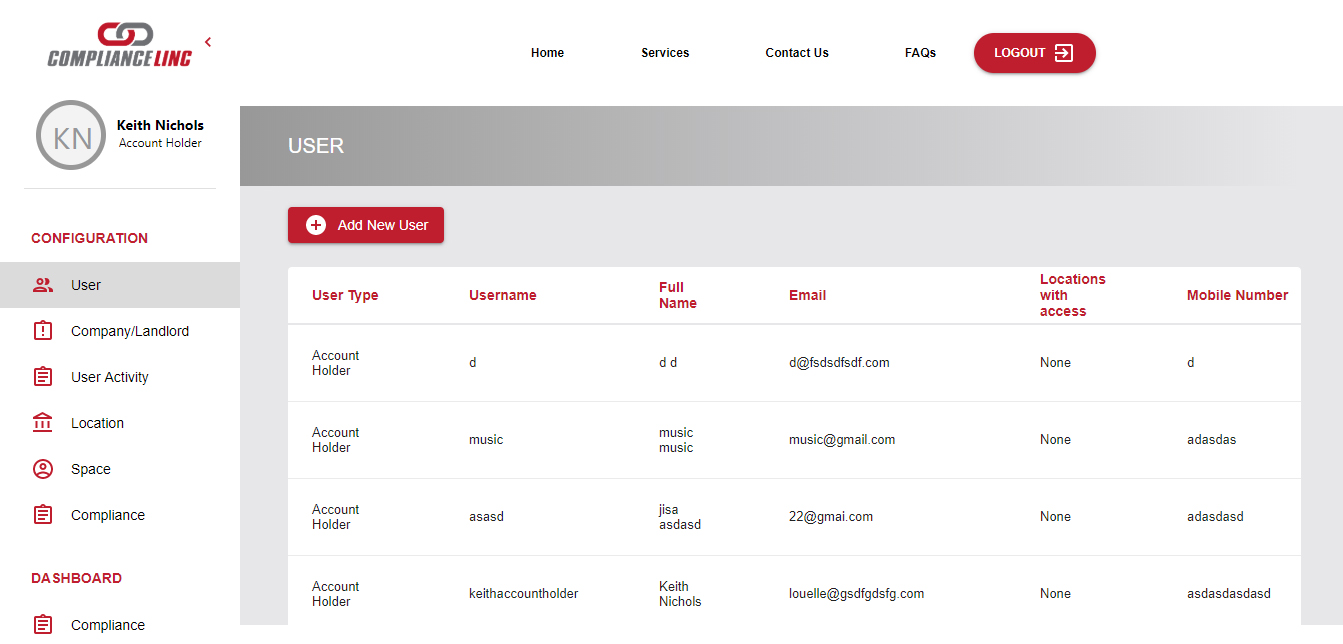 COMPLIANCELINC
Home Services Contact Us FAQs LOGOUT
KN
Keith Nichols
Account Holder
CONFIGURATION
User
Company/Landlord
User Activity
Location
Space
Compliance
DASHBOARD
Compliance
USER
Add New User
User Type Username Full Name Email Locations with access Mobile Number
Account Holder d d d d@fsdsdfsdf.com None d
Account Holder music music music music@gmail.com None adasdas
Account Holder asasd jisa asdasd 22@gmai.com None adasdasd
Account Holder keithaccountholder Keith Nichols louelle@gsdfgdsfg.com None asdasdasdasd